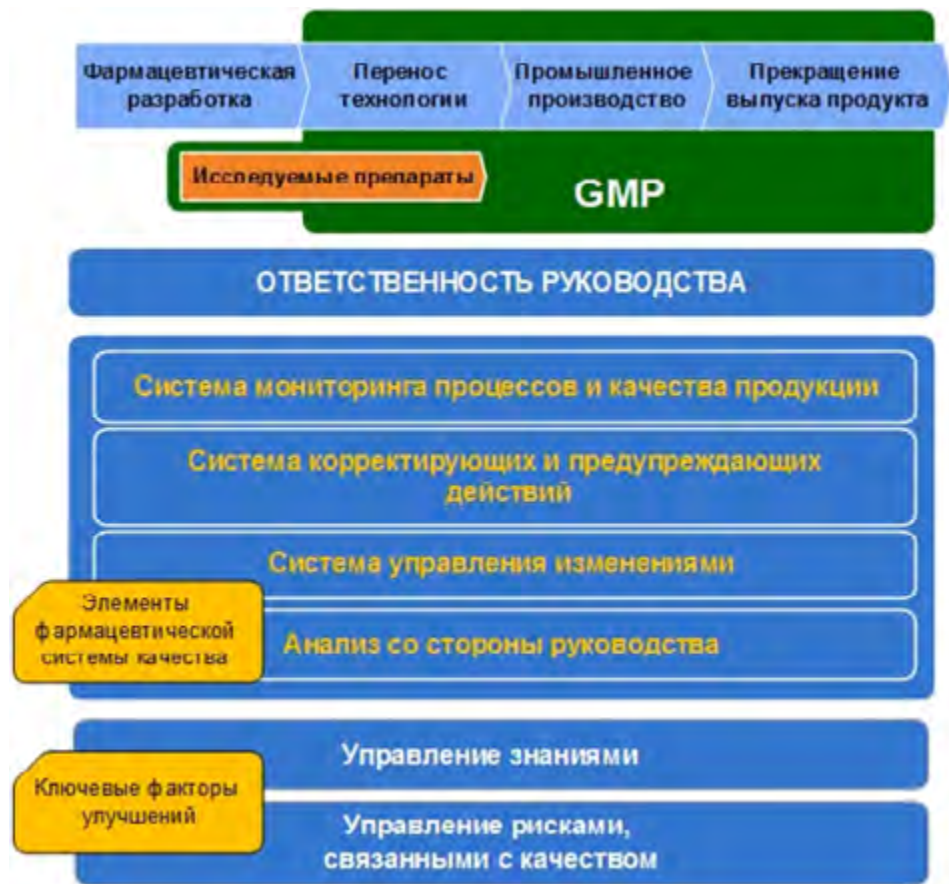 Фармацевтическая
разработка
Перенос
технологии
Промышленное
производство
Прекращение
выпуска продукта
Исследуемые препараты
GMP
ОТВЕТСТВЕННОСТЬ РУКОВОДСТВА
Система мониторинга процессов и качества продукции
Система корректирующих и предупреждающих
действий
Система управления изменениями
Элементы
фармацевтической
системы качества
Анализ со стороны руководства
Управление знаниями
Ключевые факторы
улучшений
Управление рисками,
связанными с качеством